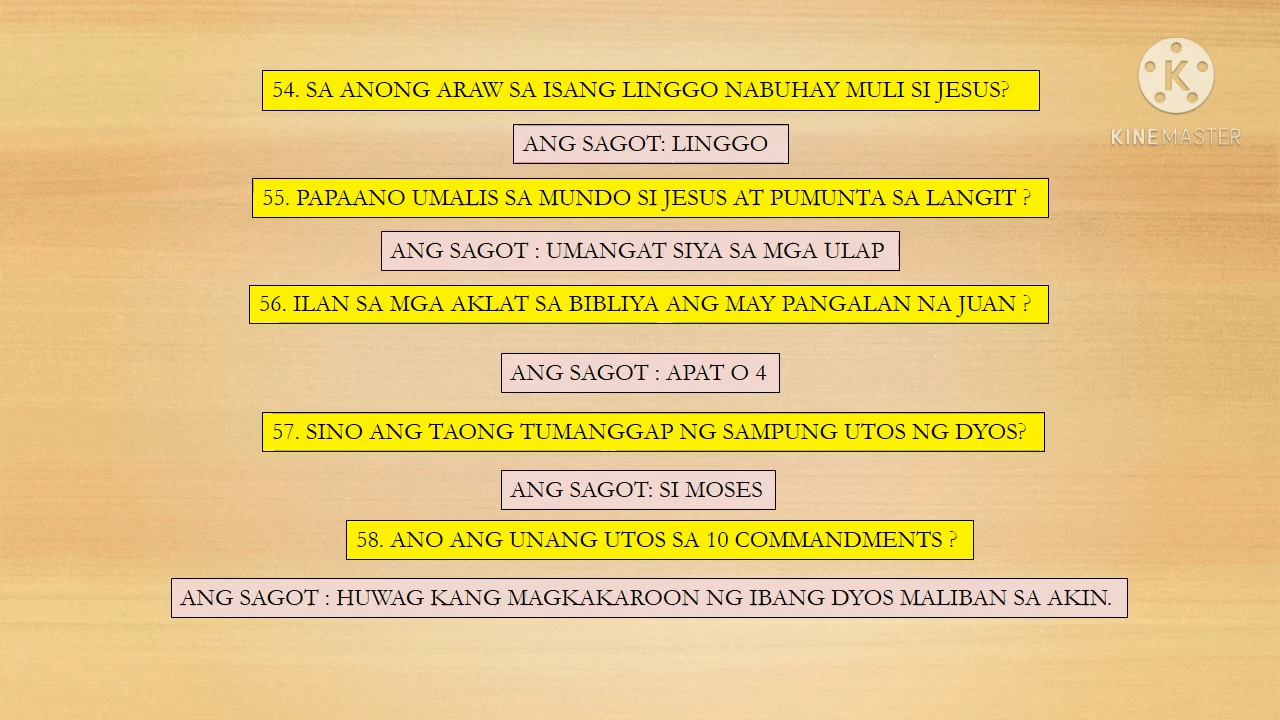 54. SA ANONG ARAW SA ISANG LINGGO NABUHAY MULI SI JESUS?
K
KINEMASTER
ANG SAGOT: LINGGO
55. PAPAANO UMALIS SA MUNDO SI JESUS AT PUMUNTA SA LANGIT ?
ANG SAGOT : UMANGAT SIYA SA MGA ULAP
56. ILAN SA MGA AKLAT SA BIBLIYA ANG MAY PANGALAN NA JUAN ?
ANG SAGOT : APAT O 4
57. SINO ANG TAONG TUMANGGAP NG SAMPUNG UTOS NG DYOS?
ANG SAGOT: SI MOSES
58. ANO ANG UNANG UTOS SA 10 COMMANDMENTS ?
ANG SAGOT : HUWAG KANG MAGKAKAROON NG IBANG DYOS MALIBAN SA AKIN.